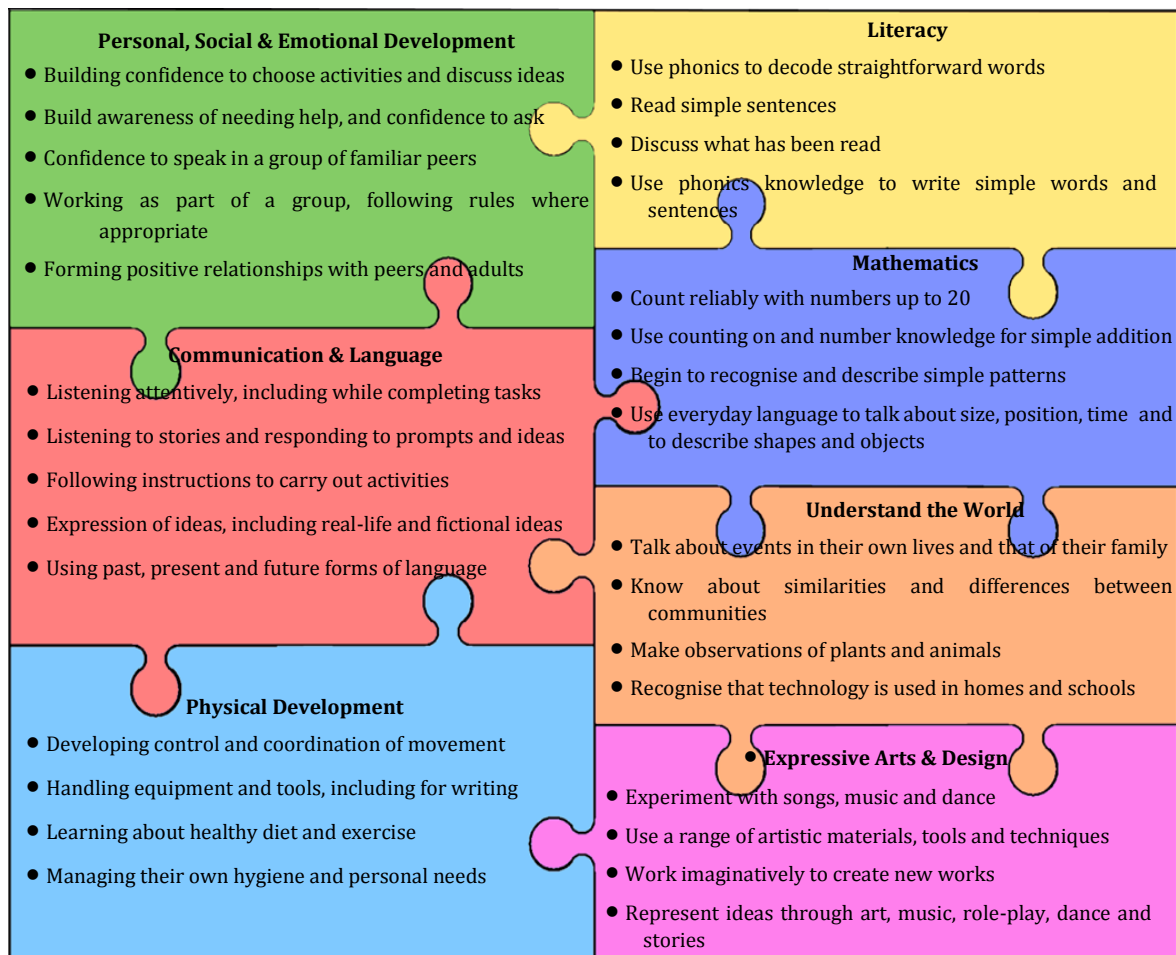 Personal, Social & Emotional Development
● Building confidence to choose activities and discuss ideas
● Build awareness of needing help, and confidence to ask
● Confidence to speak in a group of familiar peers
● Working as part of a group, following rules where
appropriate
● Forming positive relationships with peers and adults
Communication & Language
● Listening attentively, including while completing tasks
● Listening to stories and responding to prompts and ideas
● Following instructions to carry out activities
● Expression of ideas, including real-life and fictional ideas
● Using past, present and future forms of language
Physical Development
● Developing control and coordination of movement
● Handling equipment and tools, including for writing
● Learning about healthy diet and exercise
● Managing their own hygiene and personal needs
Literacy
● Use phonics to decode straightforward words
● Read simple sentences
● Discuss what has been read
● Use phonics knowledge to write simple words and
sentences
Mathematics
● Count reliably with numbers up to 20
● Use counting on and number knowledge for simple addition
● Begin to recognise and describe simple patterns
● Use everyday language to talk about size, position, time and
to describe shapes and objects
Understand the World
● Talk about events in their own lives and that of their family
● Know about similarities and differences between
communities
● Make observations of plants and animals
● Recognise that technology is used in homes and schools
● Expressive Arts & Design
● Experiment with songs, music and dance
● Use a range of artistic materials, tools and techniques
● Work imaginatively to create new works
● Represent ideas through art, music, role-play, dance and
stories